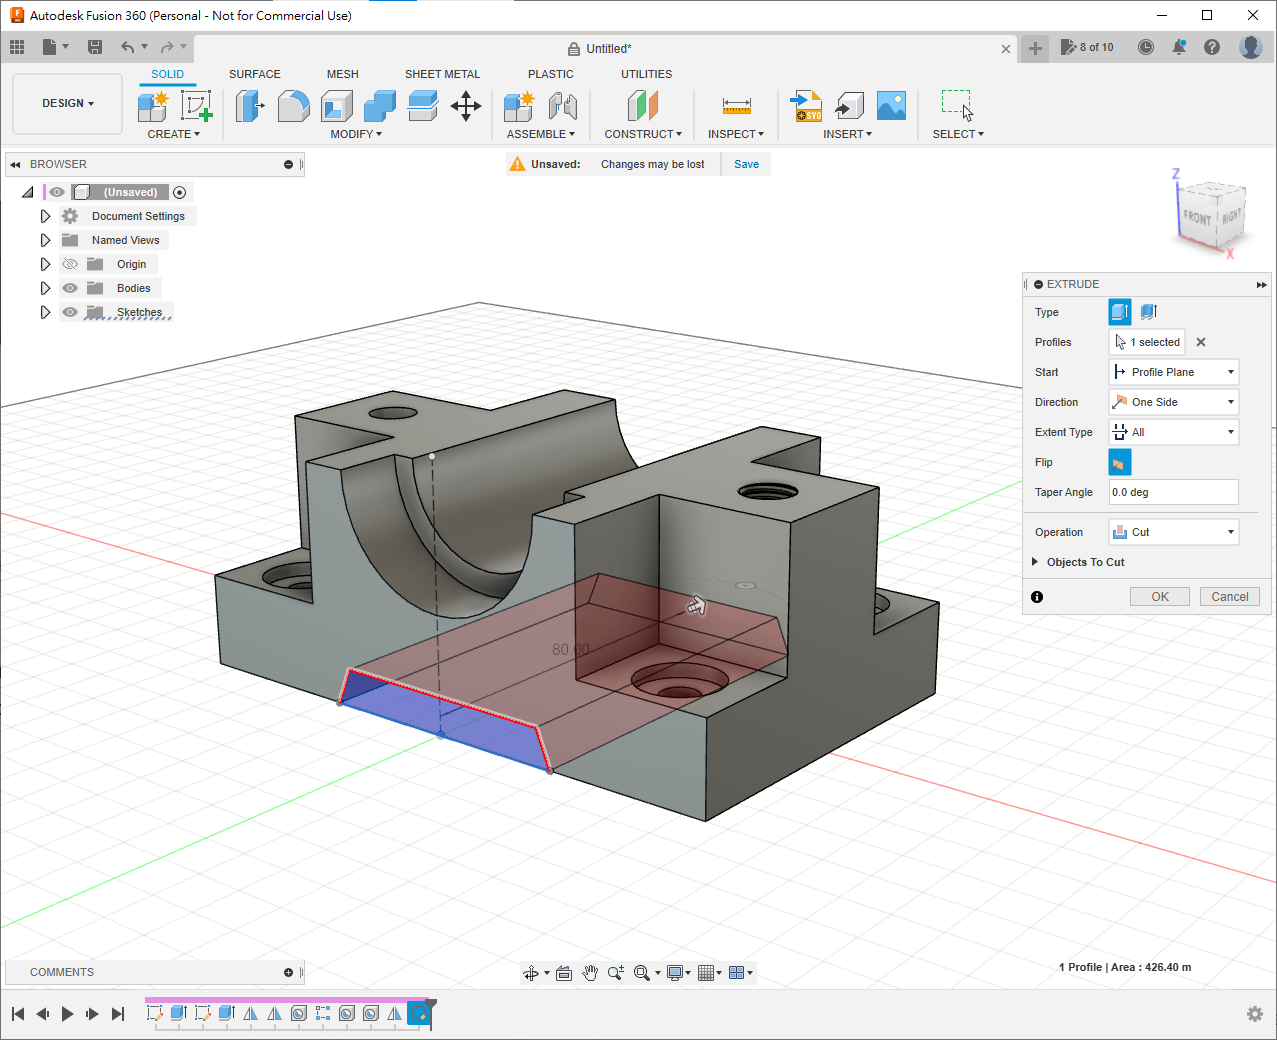 Autodesk Fusion 360 (Personal - Not for Commercial Use)
Untitled*
8 of 10
SOLID SURFACE MESH SHEET METAL PLASTIC UTILITIES
DESIGN
SVG
CREATE MODIFY ASSEMBLE CONSTRUCT INSPECT INSERT SELECT
BROWSER
Unsaved: Changes may be lost Save
(Unsaved)
Document Settings
Named Views
Origin
Bodies
Sketches
Z
FRONT RIGHT
X
EXTRUDE
Type
Profiles 1 selected
Start Profile Plane
Direction One Side
Extent Type All
Flip
Taper Angle 0.0 deg
Operation Cut
Objects To Cut
OK Cancel
80.00
COMMENTS
1 Profile | Area : 426.40 m